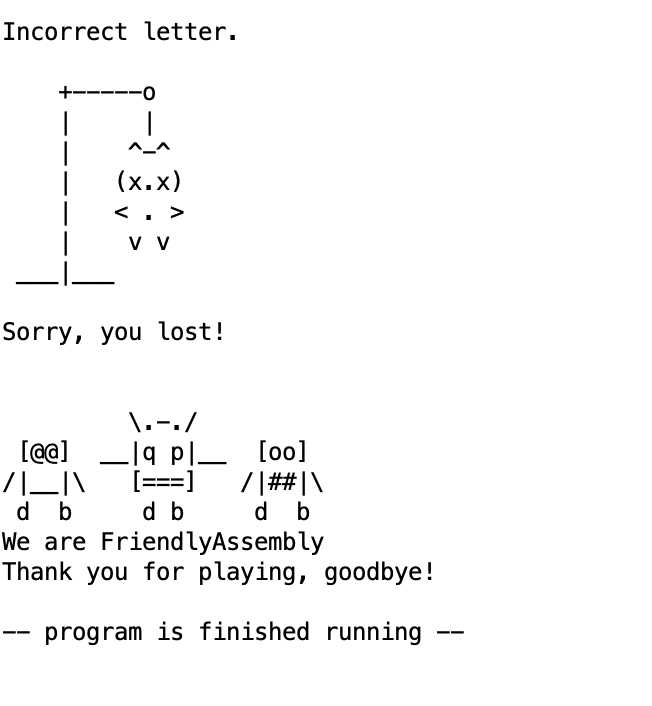 Incorrect letter.

    +-----o
    |     |
    |    ^-^
    |   (x.x)
    |   < . >
    |    v v
 ___|___

Sorry, you lost!


         \.-./
 [@@]  __|q p|__  [oo]
/|__|\   [===]   /|##|\
 d  b     d b     d  b
We are FriendlyAssembly
Thank you for playing, goodbye!

-- program is finished running --